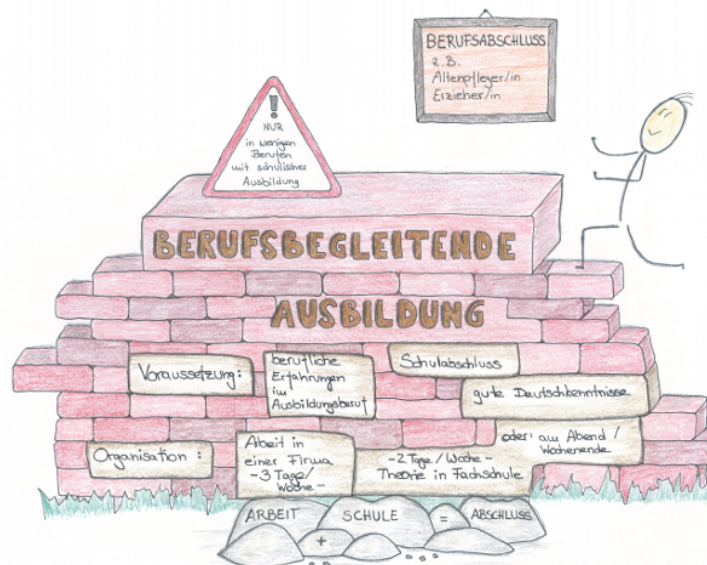 BERUFSABSCHLUSS
z.B.
Altenpfleger/in
Erzieher/in
!
NUR
in wenigen
Berufen
mit schulischer
Ausbildung
BERUFSBEGLEITENDE
AUSBILDUNG
Voraussetzung:
berufliche
Erfahrungen
im
Ausbildungsberuf
Schulabschluss
gute Deutschkenntnisse
Organisation :
Arbeit in
einer Firma
-3 Tage/
Woche-
-2 Tage/Woche-
Theorie in Fachschule
oder: am Abend /
Wochenende
ARBEIT
+
SCHULE
=
ABSCHLUSS